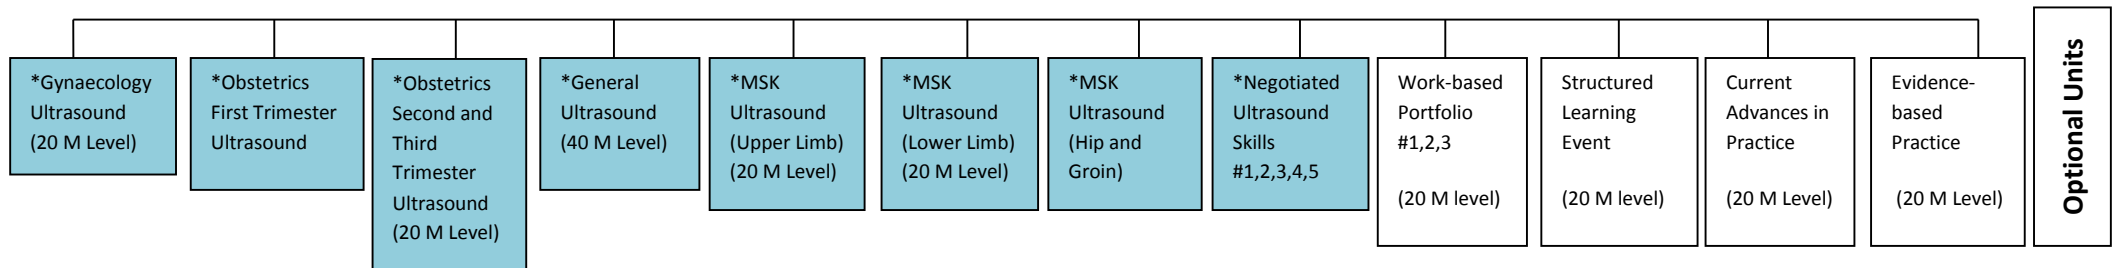 *Gynaecology
Ultrasound
(20 M Level)
*Obstetrics
First Trimester
Ultrasound
*Obstetrics
Second and
Third
Trimester
Ultrasound
(20 M Level)
*General
Ultrasound
(40 M Level)
*MSK
Ultrasound
(Upper Limb)
(20 M Level)
*MSK
Ultrasound
(Lower Limb)
(20 M Level)
*MSK
Ultrasound
(Hip and
Groin)
*Negotiated
Ultrasound
Skills
#1,2,3,4,5
Work-based
Portfolio
#1,2,3
(20 M level)
Structured
Learning
Event
(20 M level)
Current
Advances in
Practice
(20 M Level)
Evidence-
based
Practice
(20 M Level)
Optional Units